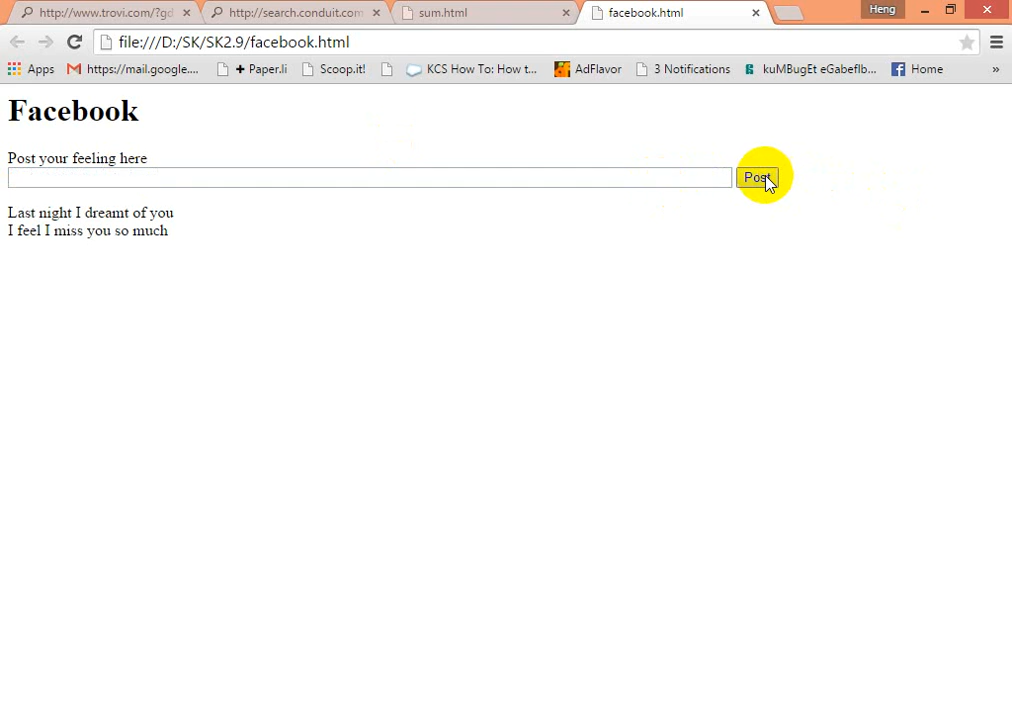 http://www.trovi.com/?gd
http://search.conduit.com
sum.html
facebook.html
Heng
file:///D:/SK/SK2.9/facebook.html
Apps
https://mail.google....
+ Paper.li
Scoop.it!
KCS How To: How t...
AdFlavor
3 Notifications
kuMBugEt eGabefIb...
Home
»
Facebook
Post your feeling here
Post
Last night I dreamt of you
I feel I miss you so much